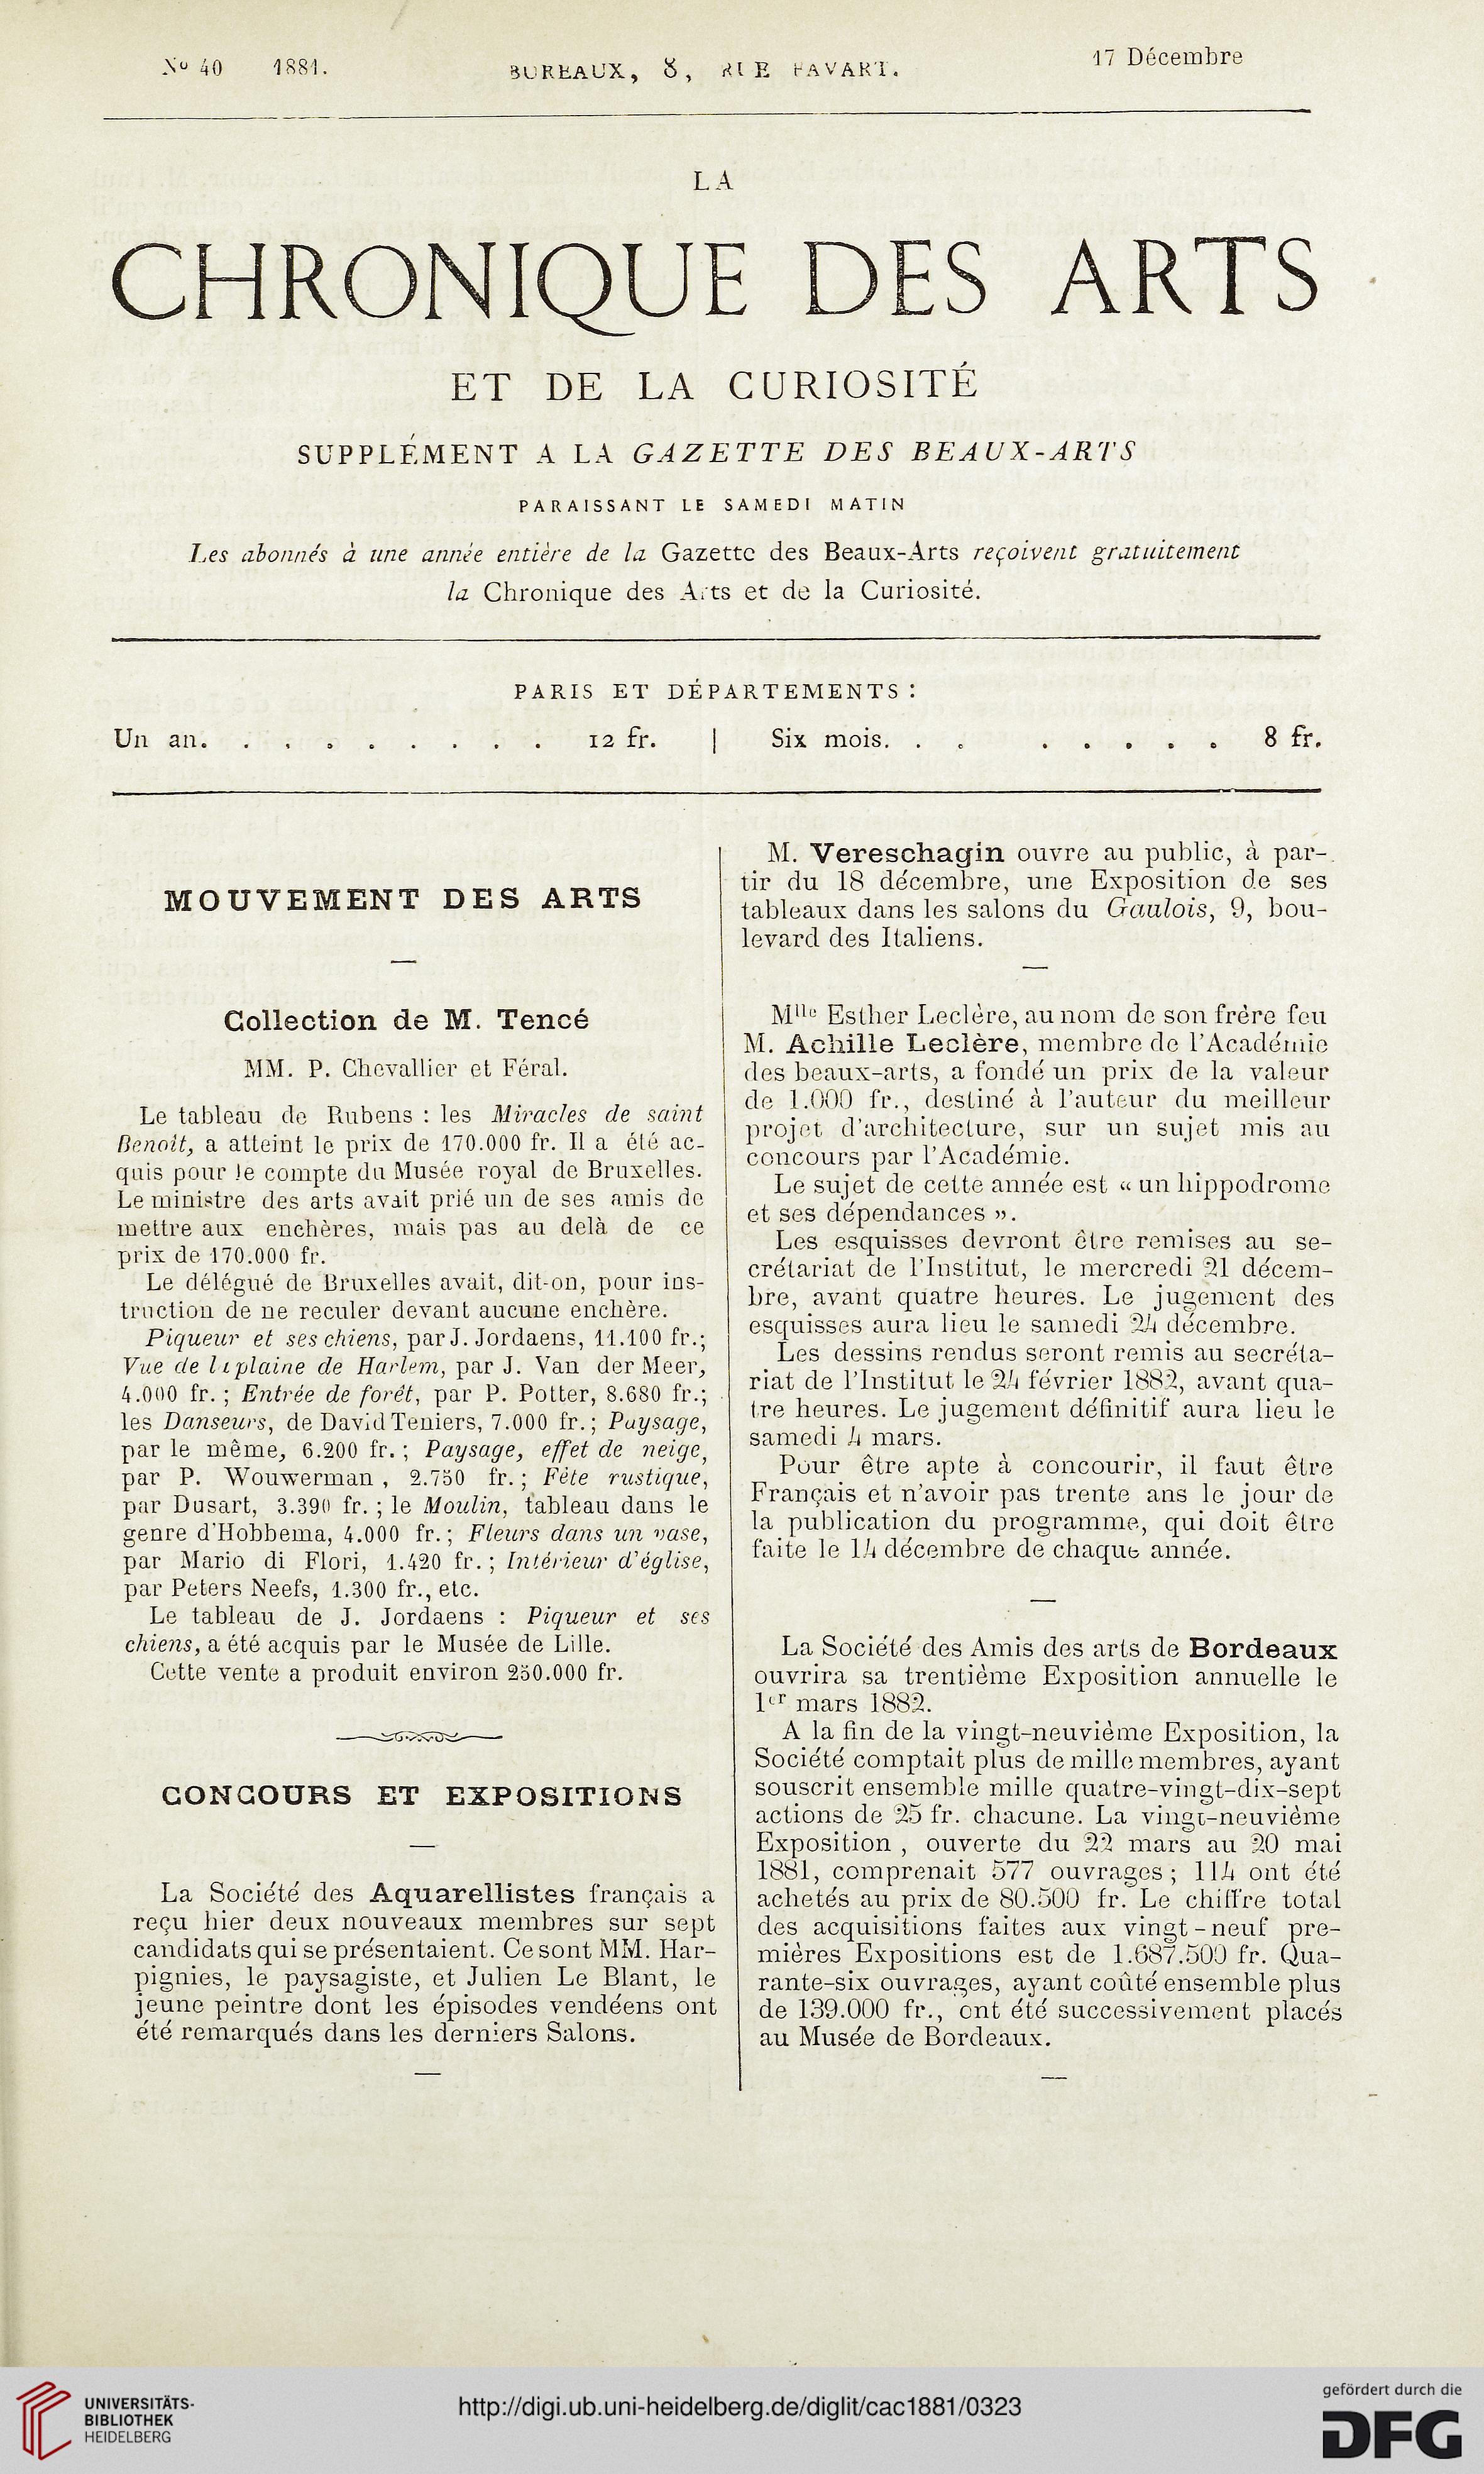 No 40 1881. BUREAUX, 8, RUE FAVART. 17 Décembre
LA
CHRONIQUE DES ARTS
ET DE LA CURIOSITÉ
SUPPLÉMENT A LA GAZETTE DES BEAUX-ARTS
PARAISSANT LE SAMEDI MATIN
Les abonnés à une année entière de la Gazette des Beaux-Arts reçoivent gratuitement
la Chronique des Arts et de la Curiosité.
PARIS ET DÉPARTEMENTS :
Un an. . . . . . . . . 12 fr. | Six mois. . . . . . . . 8 fr.
MOUVEMENT DES ARTS
Collection de M. Tencé
MM. P. Chevallier et Féral.
Le tableau de Rubens : les Miracles de saint
Benoît, a atteint le prix de 170.000 fr. Il a été ac-
quis pour le compte du Musée royal de Bruxelles.
Le ministre des arts avait prié un de ses amis de
mettre aux enchères, mais pas au delà de ce
prix de 170.000 fr.
Le délégué de Bruxelles avait, dit-on, pour ins-
truction de ne reculer devant aucune enchère.
Piqueur et ses chiens, par J. Jordaens, 11.100 fr.;
Vue de la plaine de Harlem, par J. Van der Meer,
4.000 fr. ; Entrée de forêt, par P. Potter, 8.680 fr.;
les Danseurs, de David Teniers, 7.000 fr. ; Paysage,
par le même, 6.200 fr. ; Paysage, effet de neige,
par P. Wouwerman , 2.750 fr. ; Fête rustique,
par Dusart, 3.390 fr. ; le Moulin, tableau dans le
genre d'Hobbema, 4.000 fr. ; Fleurs dans un vase,
par Mario di Flori, 1.420 fr. ; Intérieur d'église,
par Peters Neefs, 1.300 fr., etc.
Le tableau de J. Jordaens : Piqueur et ses
chiens, a été acquis par le Musée de Lille.
Cette vente a produit environ 250.000 fr.
CONCOURS ET EXPOSITIONS
La Société des Aquarellistes français a
reçu hier deux nouveaux membres sur sept
candidats qui se présentaient. Ce sont MM. Har-
pignies, le paysagiste, et Julien Le Blant, le
jeune peintre dont les épisodes vendéens ont
été remarqués dans les derniers Salons.
M. Vereschagin ouvre au public, à par-
tir du 18 décembre, une Exposition de ses
tableaux dans les salons du Gaulois, 9, bou-
levard des Italiens.
Mlle Esther Leclère, au nom de son frère feu
M. Achille Leclère, membre de l'Académie
des beaux-arts, a fondé un prix de la valeur
de 1.000 fr., destiné à l'auteur du meilleur
projet d'architecture, sur un sujet mis au
concours par l'Académie.
Le sujet de cette année est « un hippodrome
et ses dépendances ».
Les esquisses devront être remises au se-
crétariat de l'Institut, le mercredi 21 décem-
bre, avant quatre heures. Le jugement des
esquisses aura lieu le samedi 24 décembre.
Les dessins rendus seront remis au secréta-
riat de l'Institut le 24 février 1882, avant qua-
tre heures. Le jugement définitif aura lieu le
samedi 4 mars.
Pour être apte à concourir, il faut être
Français et n'avoir pas trente ans le jour de
la publication du programme, qui doit être
faite le 14 décembre de chaque année.
La Société des Amis des arts de Bordeaux
ouvrira sa trentième Exposition annuelle le
1er mars 1882.
A la fin de la vingt-neuvième Exposition, la
Société comptait plus de mille membres, ayant
souscrit ensemble mille quatre-vingt-dix-sept
actions de 25 fr. chacune. La vingt-neuvième
Exposition , ouverte du 22 mars au 20 mai
1881, comprenait 577 ouvrages ; 114 ont été
achetés au prix de 80.500 fr. Le chiffre total
des acquisitions faites aux vingt-neuf pre-
mières Expositions est de 1.687.500 fr. Qua-
rante-six ouvrages, ayant coûté ensemble plus
de 139.000 fr., ont été successivement placés
au Musée de Bordeaux.
UNIVERSITÄTS-
BIBLIOTHEK
HEIDELBERG
http://digi.ub.uni-heidelberg.de/diglit/cac1881/0323
gefördert durch die
DFG